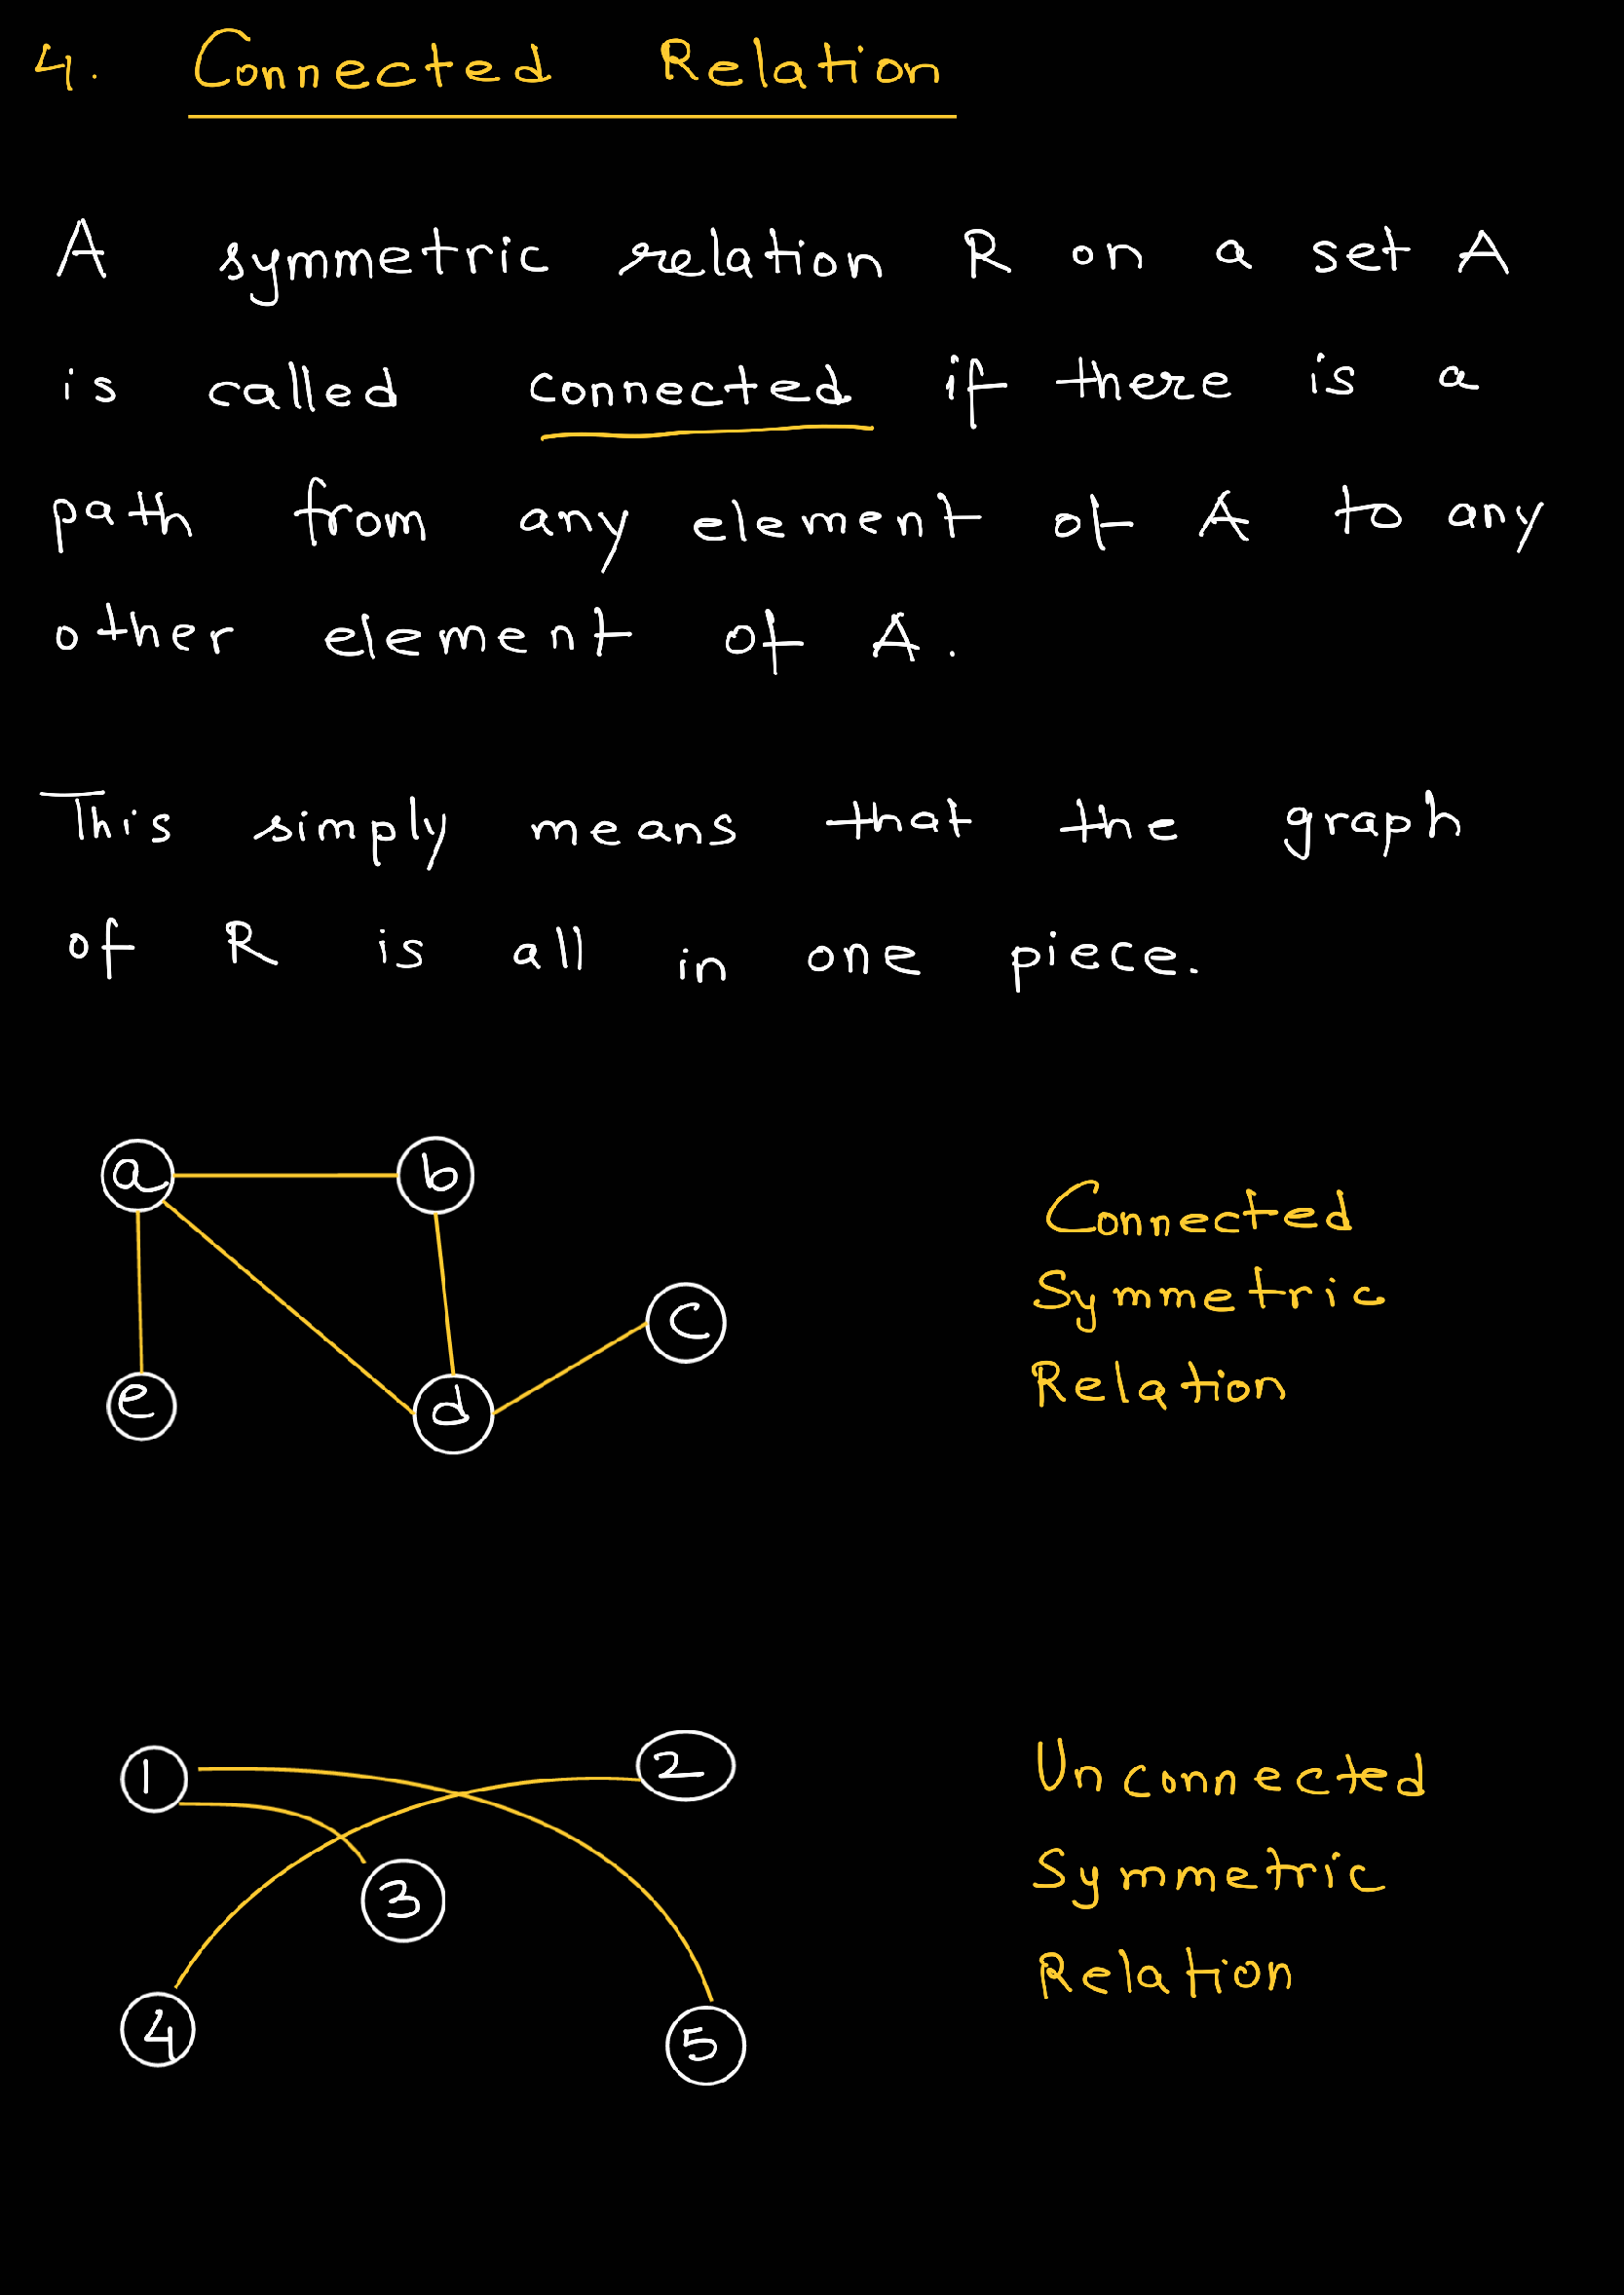 4. Connected Relation
A symmetric relation R on a set A
is called connected if there is a
path from any element of A to any
other element of A.
This simply means that the graph
of R is all in one piece.
a b
c
e d
Connected
Symmetric
Relation
1 2
3
4 5
Unconnected
Symmetric
Relation